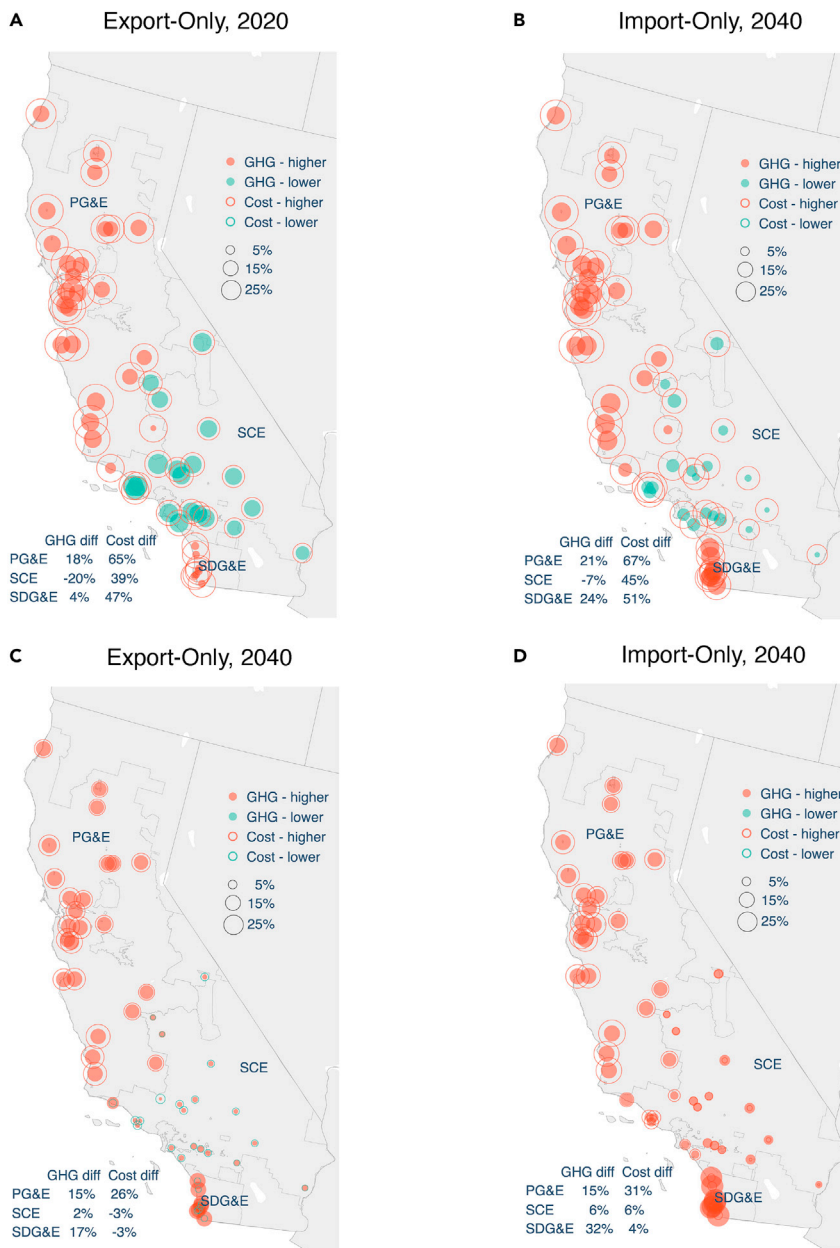 A
Export-Only, 2020
GHG - higher
GHG - lower
Cost - higher
Cost - lower
5%
15%
25%
PG&E
SCE
SDG&E
GHG diff Cost diff
PG&E 18% 65%
SCE -20% 39%
SDG&E 4% 47%
B
Import-Only, 2040
GHG - higher
GHG - lower
Cost - higher
Cost - lower
5%
15%
25%
PG&E
SCE
SDG&E
GHG diff Cost diff
PG&E 21% 67%
SCE -7% 45%
SDG&E 24% 51%
C
Export-Only, 2040
GHG - higher
GHG - lower
Cost - higher
Cost - lower
5%
15%
25%
PG&E
SCE
SDG&E
GHG diff Cost diff
PG&E 15% 26%
SCE 2% -3%
SDG&E 17% -3%
D
Import-Only, 2040
GHG - higher
GHG - lower
Cost - higher
Cost - lower
5%
15%
25%
PG&E
SCE
SDG&E
GHG diff Cost diff
PG&E 15% 31%
SCE 6% 6%
SDG&E 32% 4%